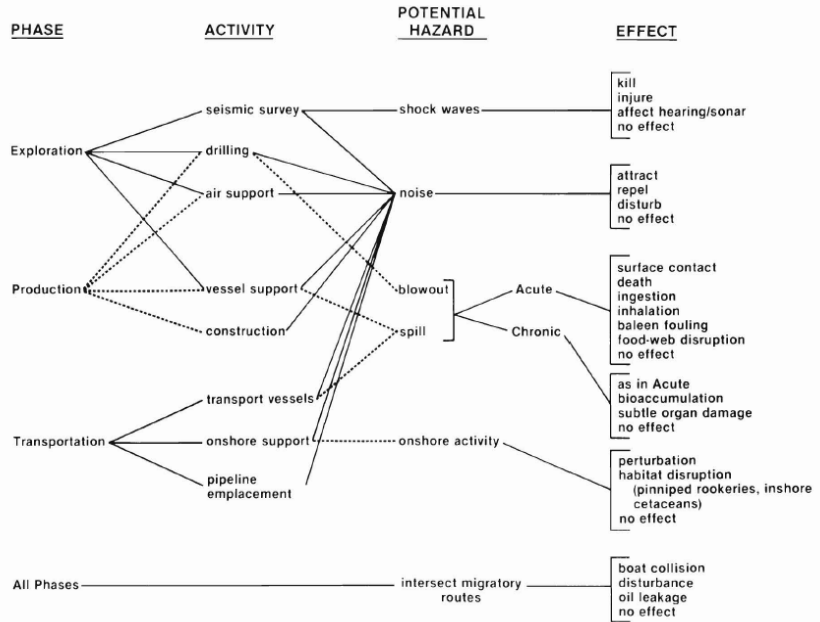 PHASE
ACTIVITY
POTENTIAL
HAZARD
EFFECT
Exploration
Production
Transportation
All Phases
seismic survey
drilling
air support
vessel support
construction
transport vessels
onshore support
pipeline
emplacement
shock waves
noise
blowout
spill
onshore activity
intersect migratory
routes
Acute
Chronic
kill
injure
affect hearing/sonar
no effect
attract
repel
disturb
no effect
surface contact
death
ingestion
inhalation
baleen fouling
food-web disruption
no effect
as in Acute
bioaccumulation
subtle organ damage
no effect
perturbation
habitat disruption
(pinniped rookeries, inshore
cetaceans)
no effect
boat collision
disturbance
oil leakage
no effect